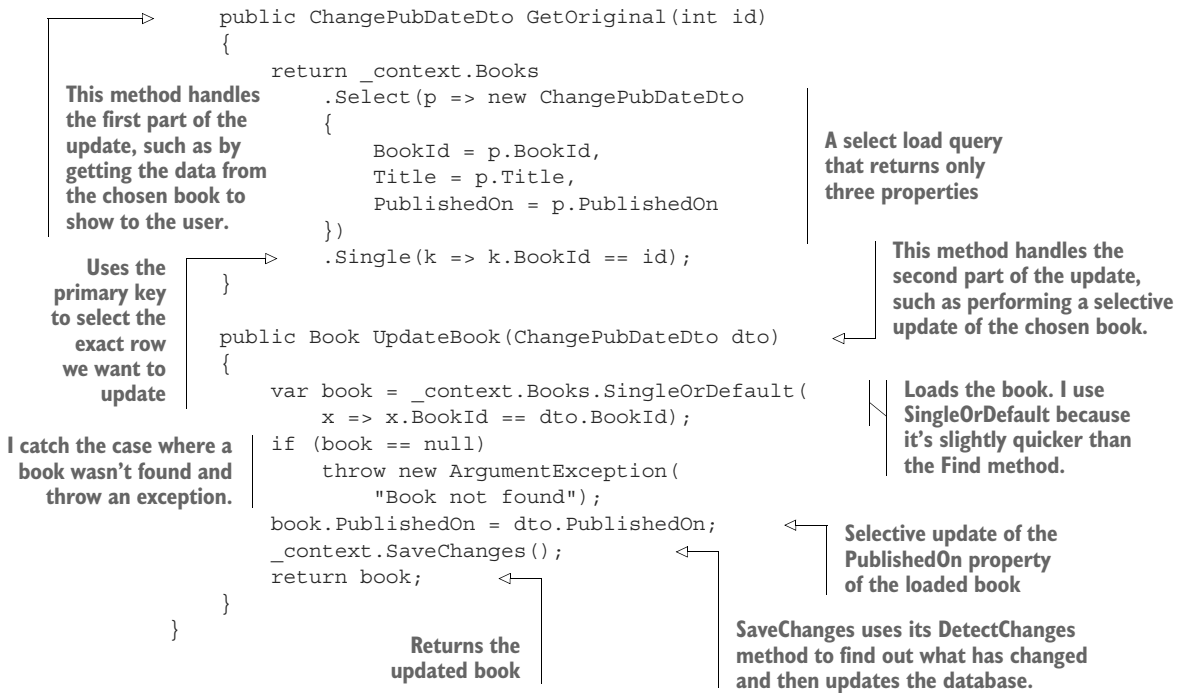 public ChangePubDateDto GetOriginal(int id)
{
return _context.Books
.Select(p => new ChangePubDateDto
{
BookId = p.BookId,
Title = p.Title,
PublishedOn = p.PublishedOn
})
.Single(k => k.BookId == id);
}
This method handles
the first part of the
update, such as by
getting the data from
the chosen book to
show to the user.
A select load query
that returns only
three properties
Uses the
primary key
to select the
exact row
we want to
update
This method handles the
second part of the update,
such as performing a selective
update of the chosen book.
public Book UpdateBook(ChangePubDateDto dto)
{
var book = _context.Books.SingleOrDefault(
x => x.BookId == dto.BookId);
if (book == null)
throw new ArgumentException(
"Book not found");
book.PublishedOn = dto.PublishedOn;
_context.SaveChanges();
return book;
}
}
Loads the book. I use
SingleOrDefault because
it's slightly quicker than
the Find method.
I catch the case where a
book wasn't found and
throw an exception.
Selective update of the
PublishedOn property
of the loaded book
Returns the
updated book
SaveChanges uses its DetectChanges
method to find out what has changed
and then updates the database.